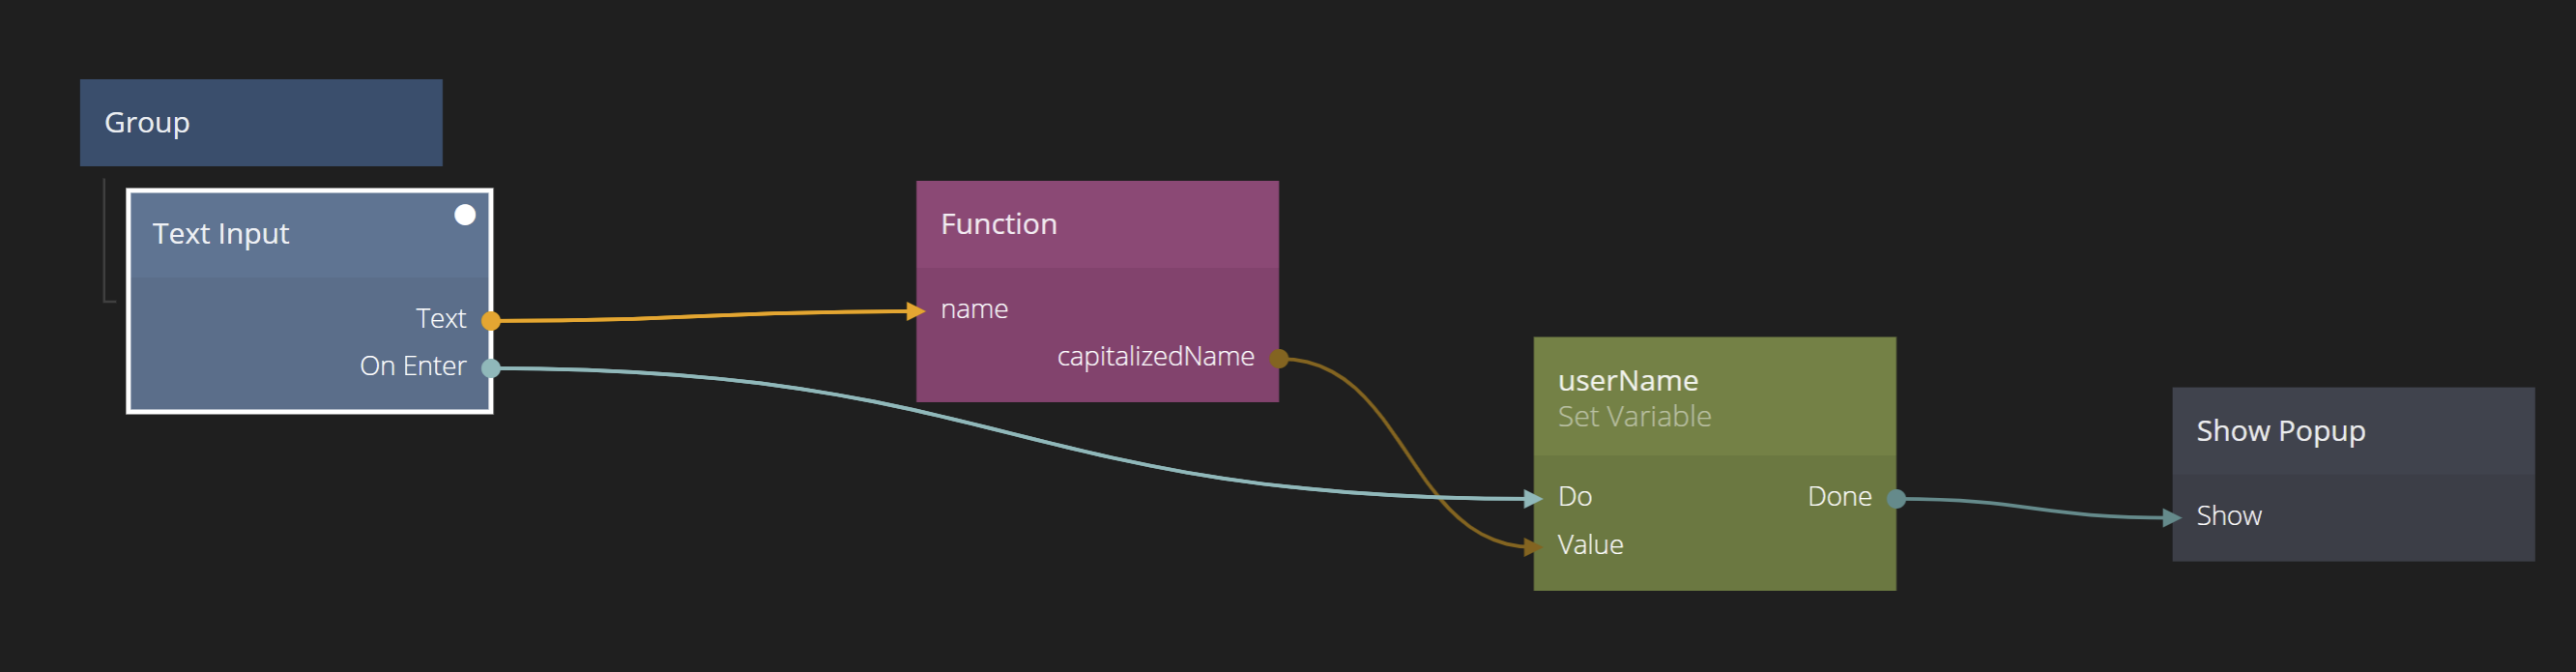 Group
Text Input
Text
On Enter
Function
name
capitalizedName
userName
Set Variable
Do
Done
Value
Show Popup
Show